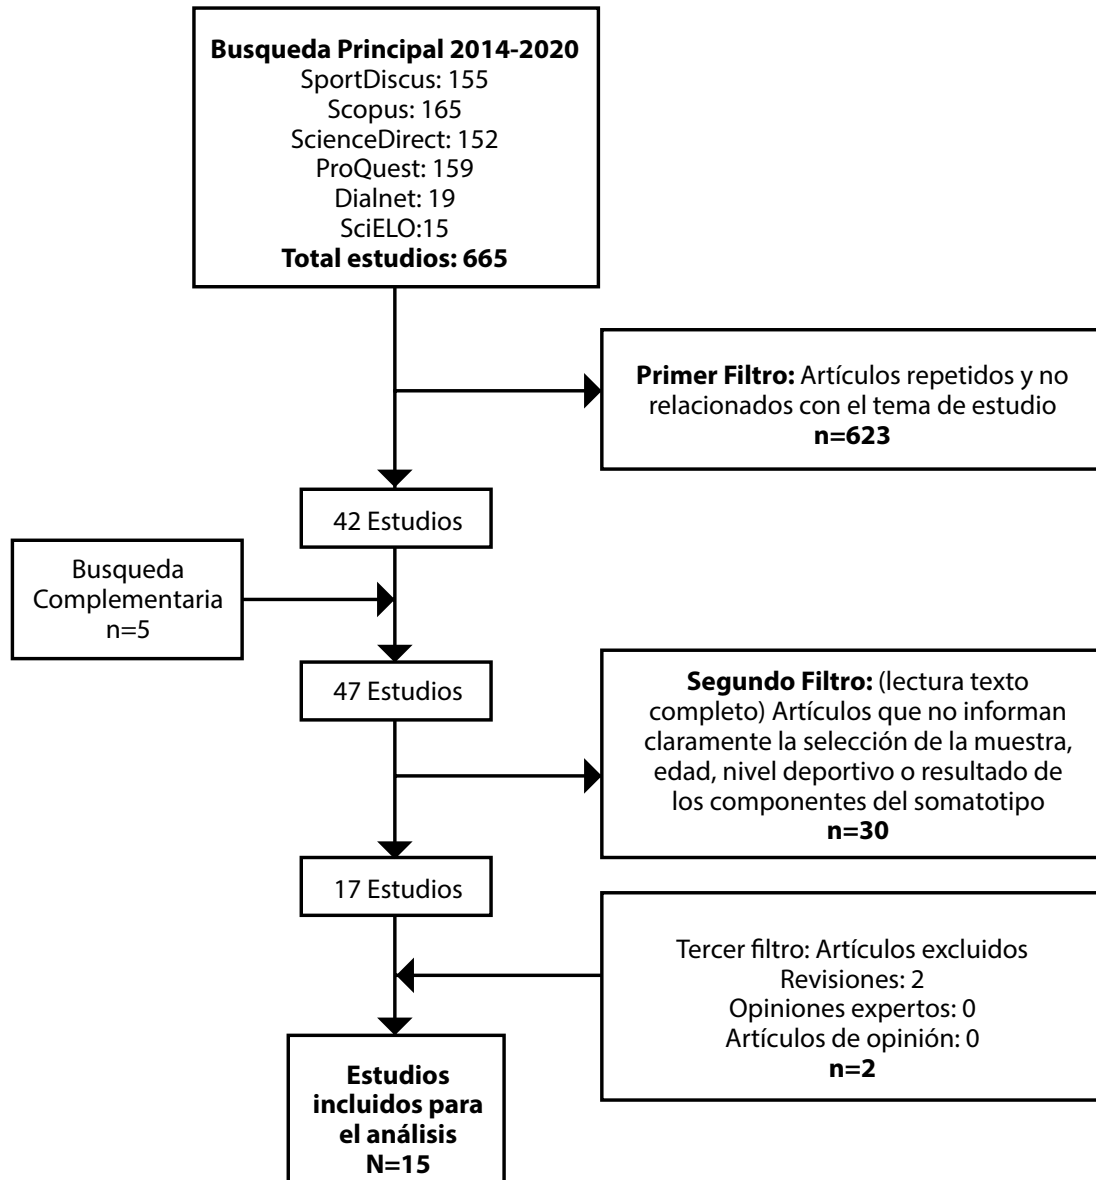 Busqueda Principal 2014-2020
SportDiscus: 155
Scopus: 165
ScienceDirect: 152
ProQuest: 159
Dialnet: 19
SciELO:15
Total estudios: 665
Primer Filtro: Artículos repetidos y no
relacionados con el tema de estudio
n=623
42 Estudios
Busqueda
Complementaria
n=5
47 Estudios
Segundo Filtro: (lectura texto
completo) Artículos que no informan
claramente la selección de la muestra,
edad, nivel deportivo o resultado de
los componentes del somatotipo
n=30
17 Estudios
Tercer filtro: Artículos excluidos
Revisiones: 2
Opiniones expertos: 0
Artículos de opinión: 0
n=2
Estudios
incluidos para
el análisis
N=15